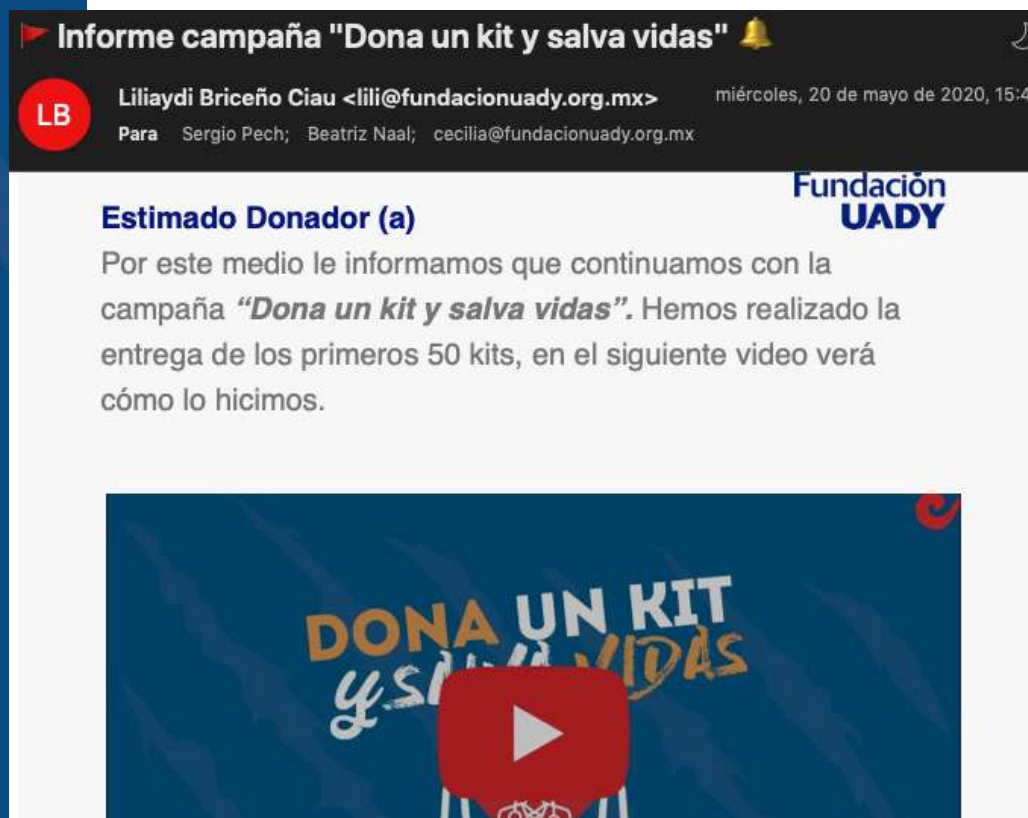 Informe campaña "Dona un kit y salva vidas" 🔔
LB
Liliaydi Briceño Ciau <lili@fundacionuady.org.mx>
miércoles, 20 de mayo de 2020, 15:4
Para Sergio Pech; Beatriz Naal; cecilia@fundacionuady.org.mx
Fundación
UADY
Estimado Donador (a)
Por este medio le informamos que continuamos con la
campaña “Dona un kit y salva vidas”. Hemos realizado la
entrega de los primeros 50 kits, en el siguiente video verá
cómo lo hicimos.
DONA UN KIT
Y SALVA VIDAS